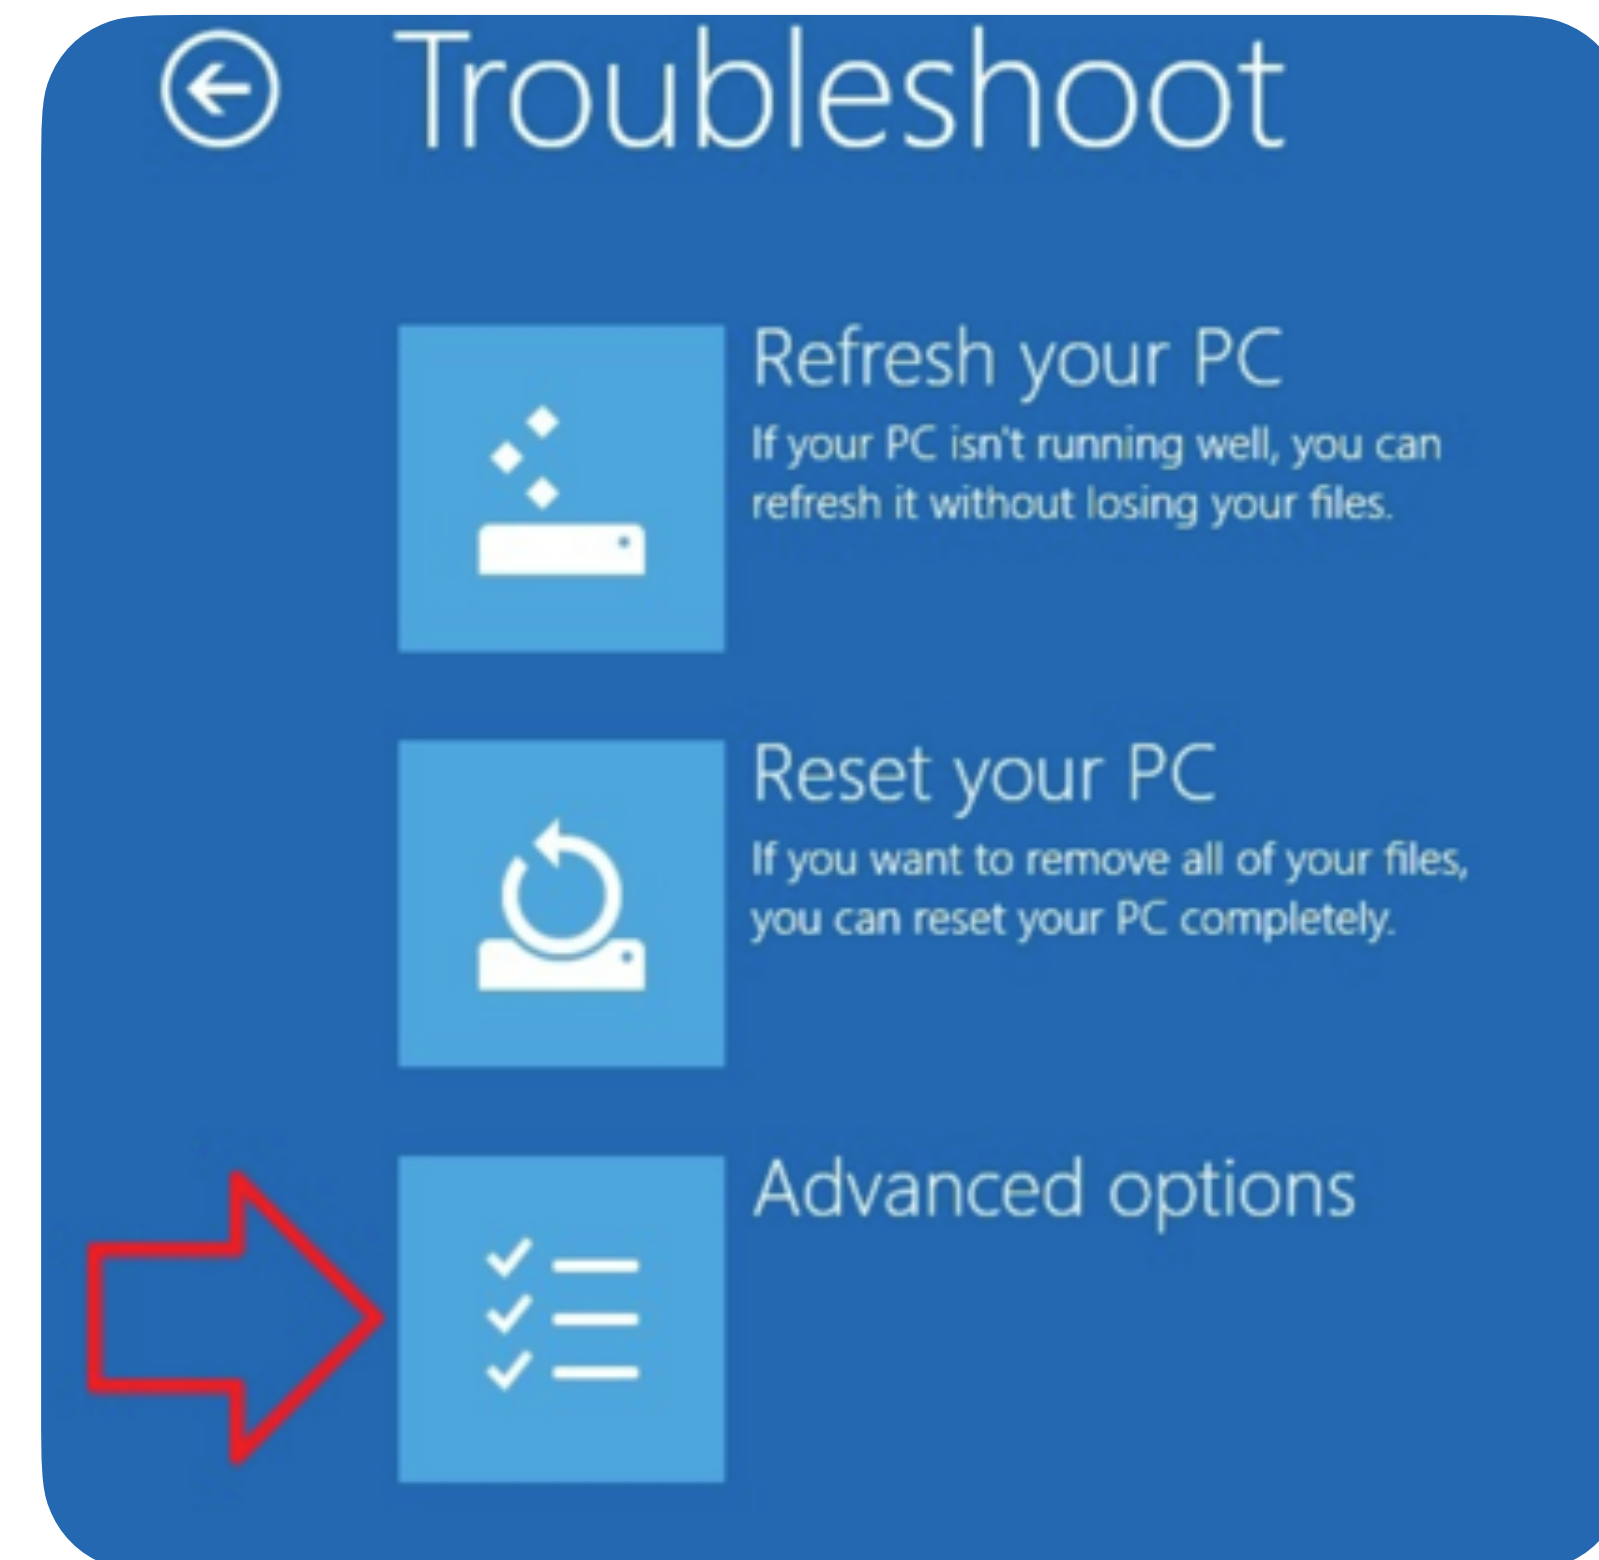 Troubleshoot
Refresh your PC
If your PC isn't running well, you can
refresh it without losing your files.
Reset your PC
If you want to remove all of your files,
you can reset your PC completely.
Advanced options